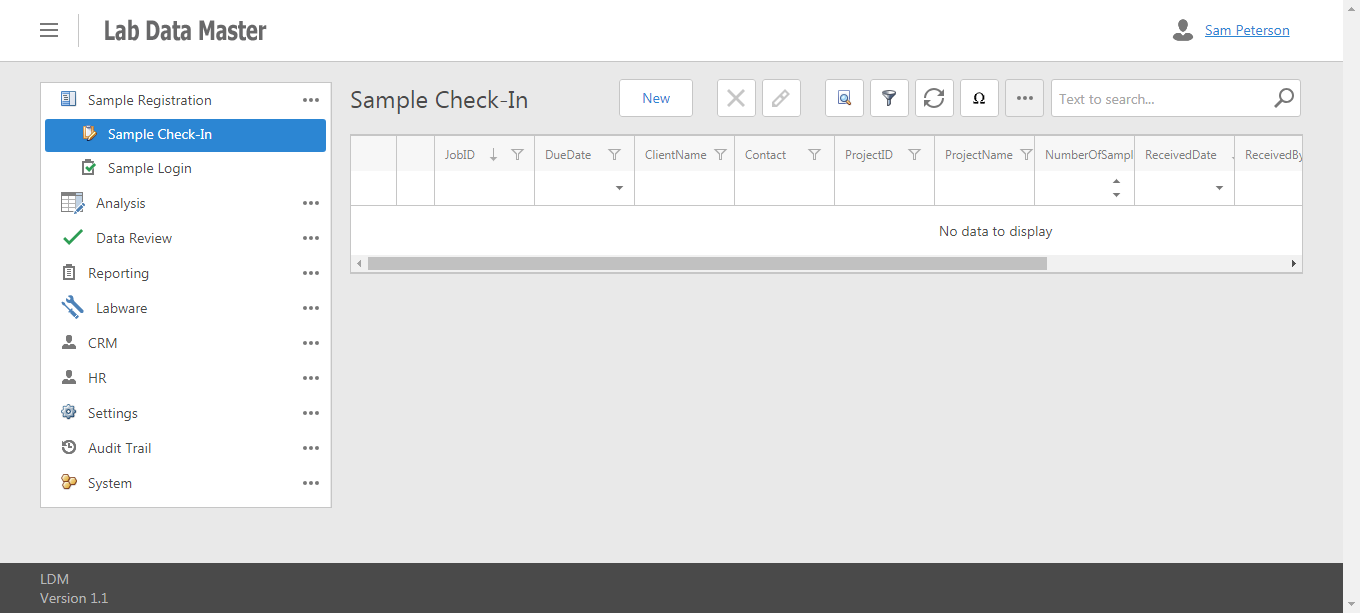 Lab Data Master
Sam Peterson
Sample Registration
Sample Check-In
Sample Login
Analysis
Data Review
Reporting
Labware
CRM
HR
Settings
Audit Trail
System
Sample Check-In
New
Ω
Text to search...
JobID DueDate ClientName Contact ProjectID ProjectName NumberOfSampl ReceivedDate ReceivedBy
No data to display
LDM
Version 1.1